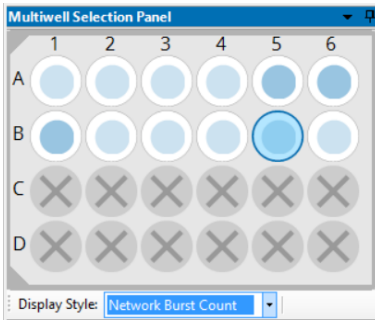 Multiwell Selection Panel
1 2 3 4 5 6
A
B
C
D
Display Style: Network Burst Count